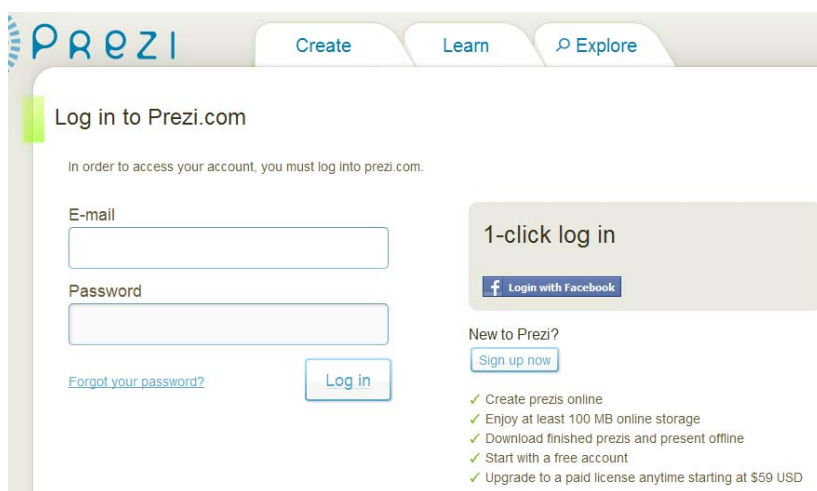 PReZI
Create
Learn
Explore
Log in to Prezi.com
In order to access your account, you must log into prezi.com.
E-mail
Password
Forgot your password?
Log in
1-click log in
f Login with Facebook
New to Prezi?
Sign up now
✓ Create prezis online
✓ Enjoy at least 100 MB online storage
✓ Download finished prezis and present offline
✓ Start with a free account
✓ Upgrade to a paid license anytime starting at $59 USD